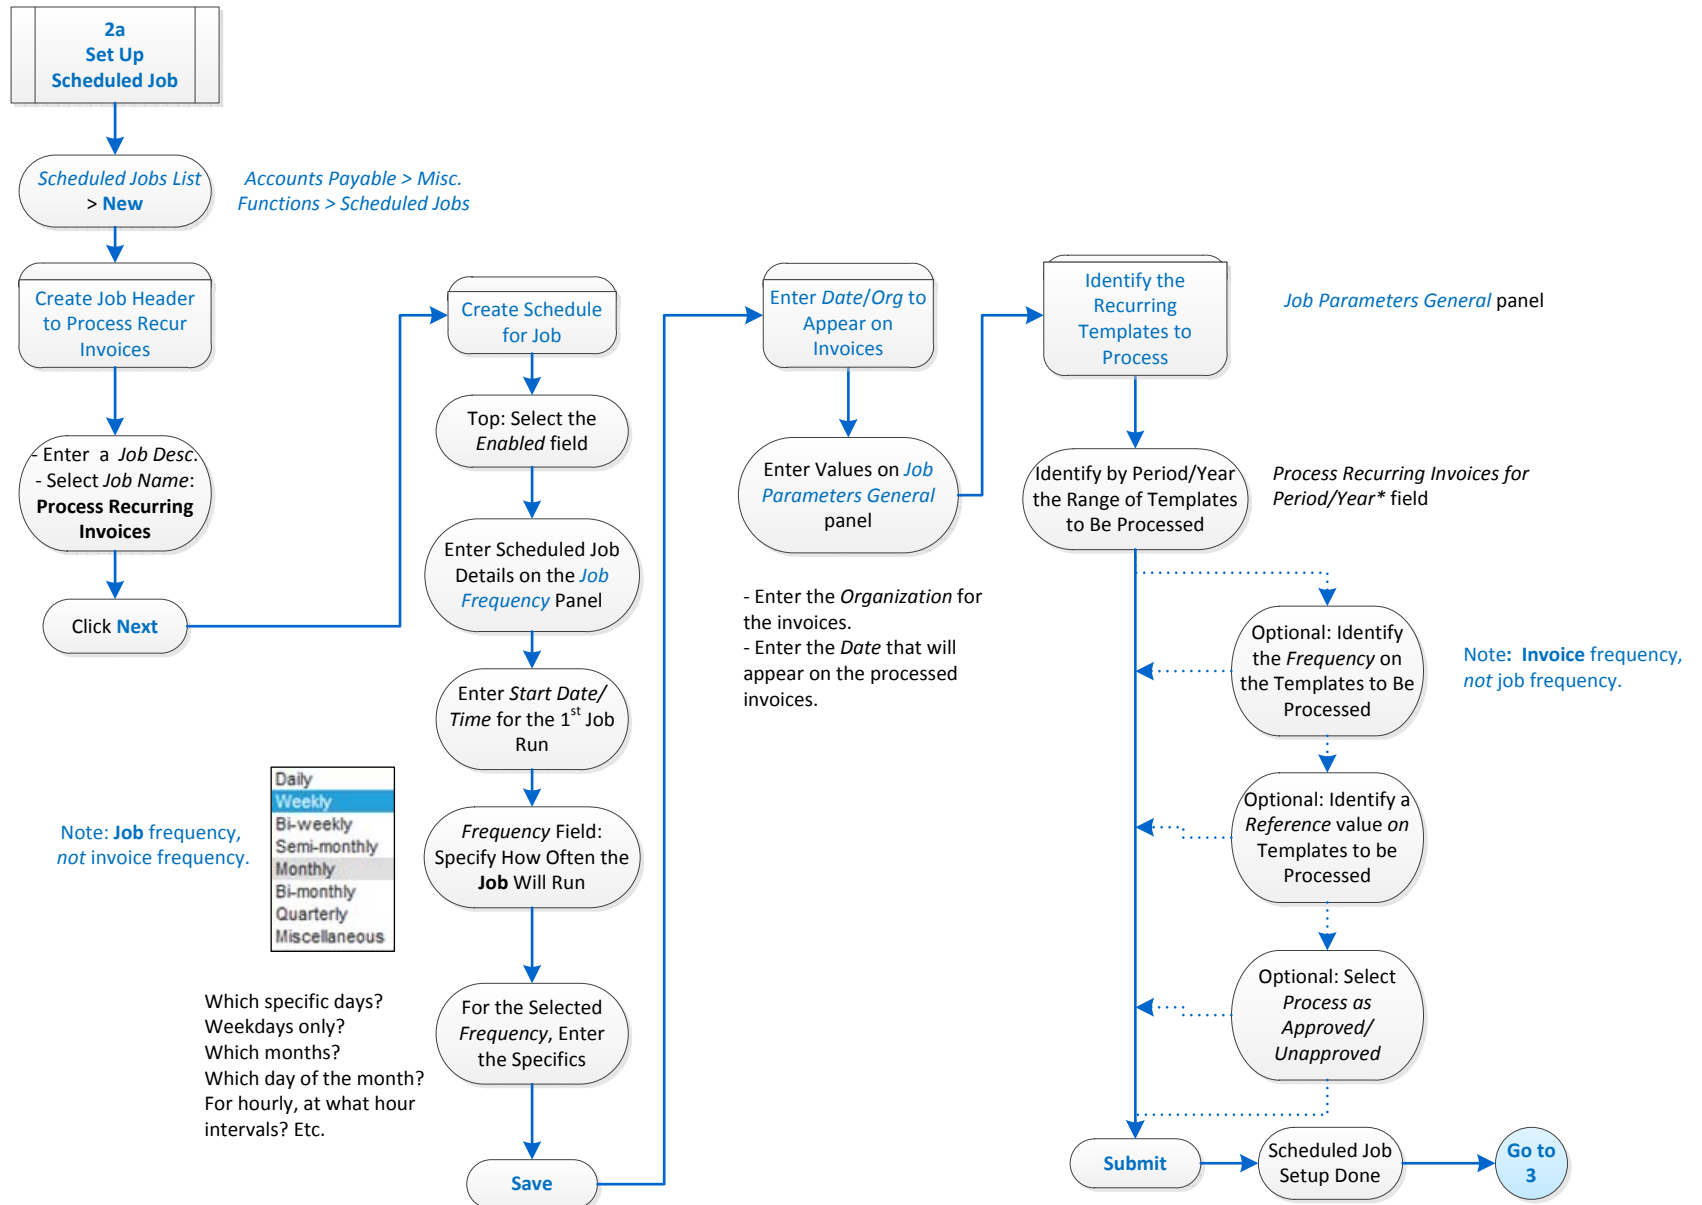 2a
Set Up
Scheduled Job
Scheduled Jobs List
> New
Accounts Payable > Misc.
Functions > Scheduled Jobs
Create Job Header
to Process Recur
Invoices
- Enter a Job Desc.
- Select Job Name:
Process Recurring
Invoices
Click Next
Create Schedule
for Job
Top: Select the
Enabled field
Enter Scheduled Job
Details on the Job
Frequency Panel
Enter Start Date/
Time for the 1st Job
Run
Frequency Field:
Specify How Often the
Job Will Run
Note: Job frequency,
not invoice frequency.
Daily
Weekly
Bi-weekly
Semi-monthly
Monthly
Bi-monthly
Quarterly
Miscellaneous
For the Selected
Frequency, Enter
the Specifics
Which specific days?
Weekdays only?
Which months?
Which day of the month?
For hourly, at what hour
intervals? Etc.
Save
Enter Date/Org to
Appear on
Invoices
Enter Values on Job
Parameters General
panel
- Enter the Organization for
the invoices.
- Enter the Date that will
appear on the processed
invoices.
Identify the
Recurring
Templates to
Process
Job Parameters General panel
Identify by Period/Year
the Range of Templates
to Be Processed
Process Recurring Invoices for
Period/Year* field
Optional: Identify
the Frequency on
the Templates to Be
Processed
Note: Invoice frequency,
not job frequency.
Optional: Identify a
Reference value on
Templates to be
Processed
Optional: Select
Process as
Approved/
Unapproved
Submit
Scheduled Job
Setup Done
Go to
3